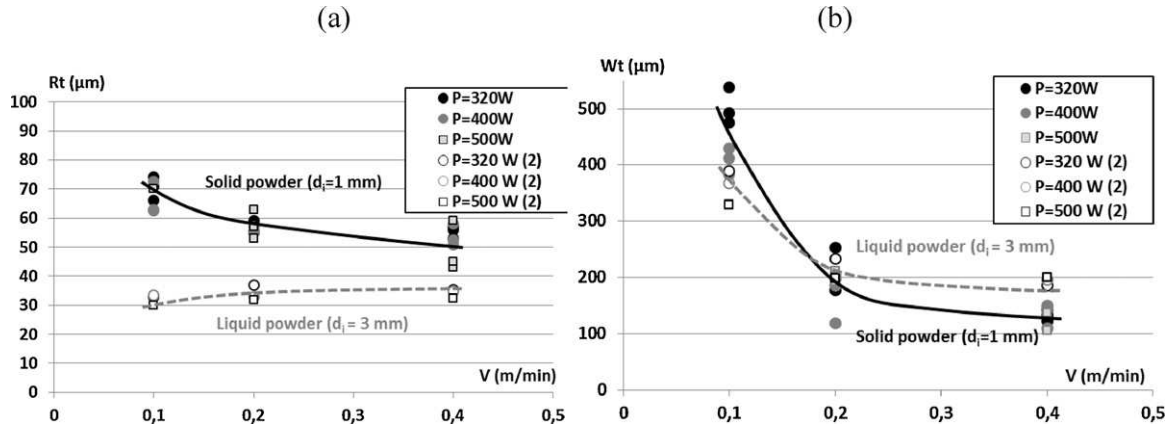 (a)
Rt (µm)
100
90
80
70
60
50
40
30
20
10
0
P=320W
P=400W
P=500W
P=320 W (2)
P=400 W (2)
P=500 W (2)
Solid powder (di=1 mm)
Liquid powder (di = 3 mm)
V (m/min)
0
0,1
0,2
0,3
0,4
0,5
(b)
Wt (µm)
500
400
300
200
100
0
P=320W
P=400W
P=500W
P=320 W (2)
P=400 W (2)
P=500 W (2)
Liquid powder (di = 3 mm)
Solid powder (di=1 mm)
V (m/min)
0
0,1
0,2
0,3
0,4
0,5